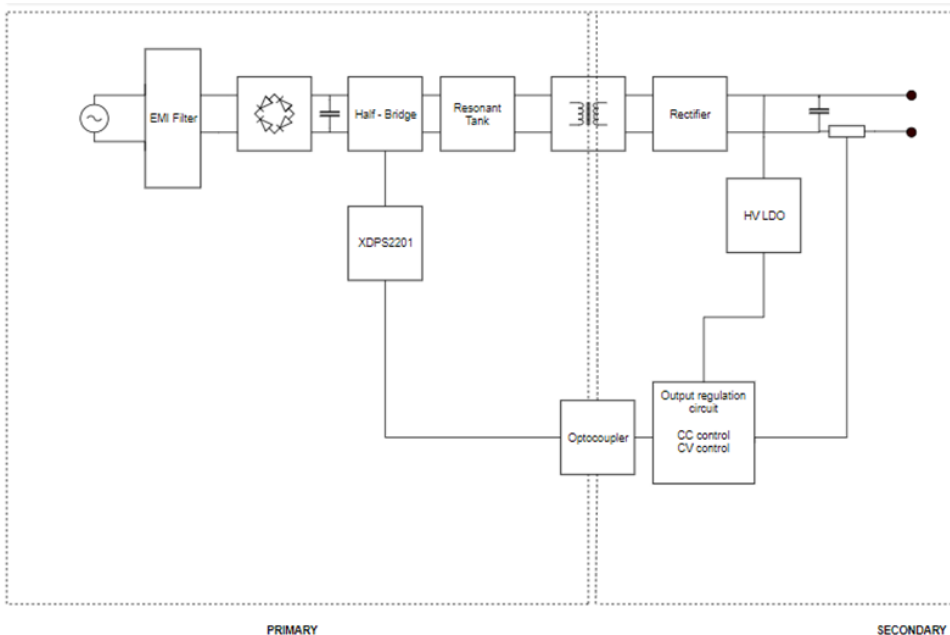 EMI Filter
Half - Bridge
Resonant
Tank
Rectifier
HV LDO
XDPS2201
Output regulation
circuit
CC control
CV control
Optocoupler
PRIMARY
SECONDARY